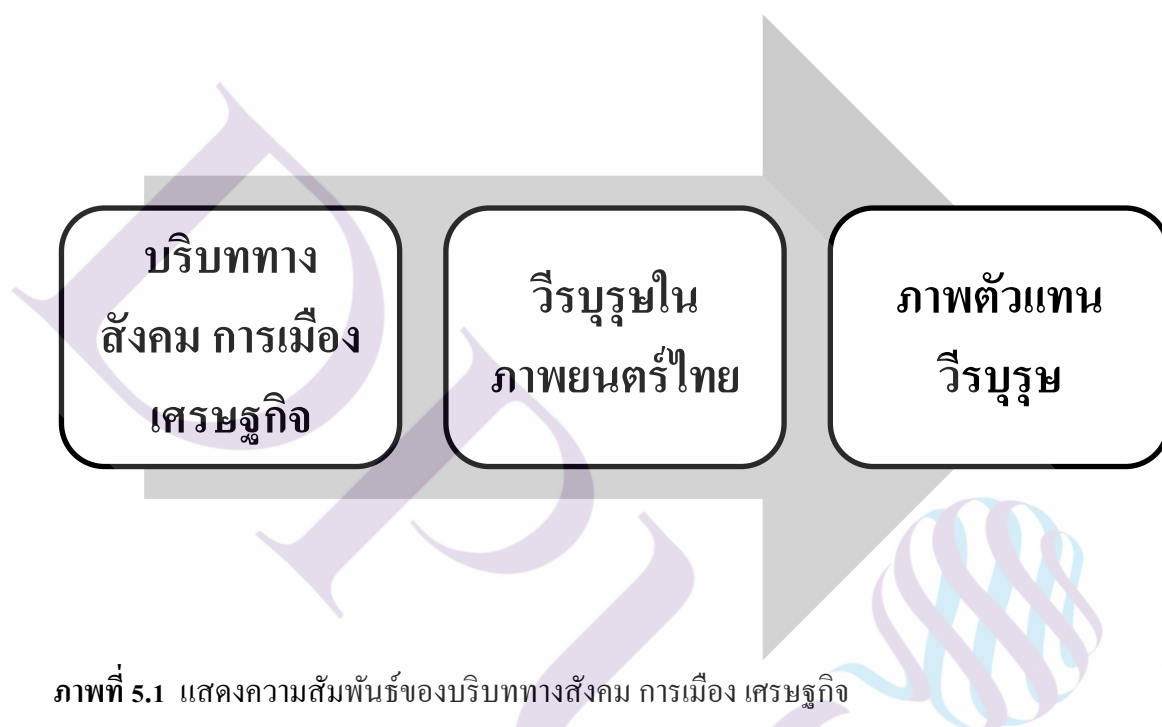 บริบททาง
สังคม การเมือง
เศรษฐกิจ
วีรบุรุษใน
ภาพยนตร์ไทย
ภาพตัวแทน
วีรบุรุษ
ภาพที่ 5.1 แสดงความสัมพันธ์ของบริบททางสังคม การเมือง เศรษฐกิจ